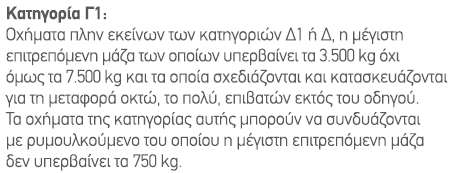 Κατηγορία Γ1:
Οχήματα πλην εκείνων των κατηγοριών Δ1 ή Δ, η μέγιστη
επιτρεπόμενη μάζα των οποίων υπερβαίνει τα 3.500 kg όχι
όμως τα 7.500 kg και τα οποία σχεδιάζονται και κατασκευάζονται
για τη μεταφορά οκτώ, το πολύ, επιβατών εκτός του οδηγού.
Τα οχήματα της κατηγορίας αυτής μπορούν να συνδυάζονται
με ρυμουλκούμενο του οποίου η μέγιστη επιτρεπόμενη μάζα
δεν υπερβαίνει τα 750 kg.